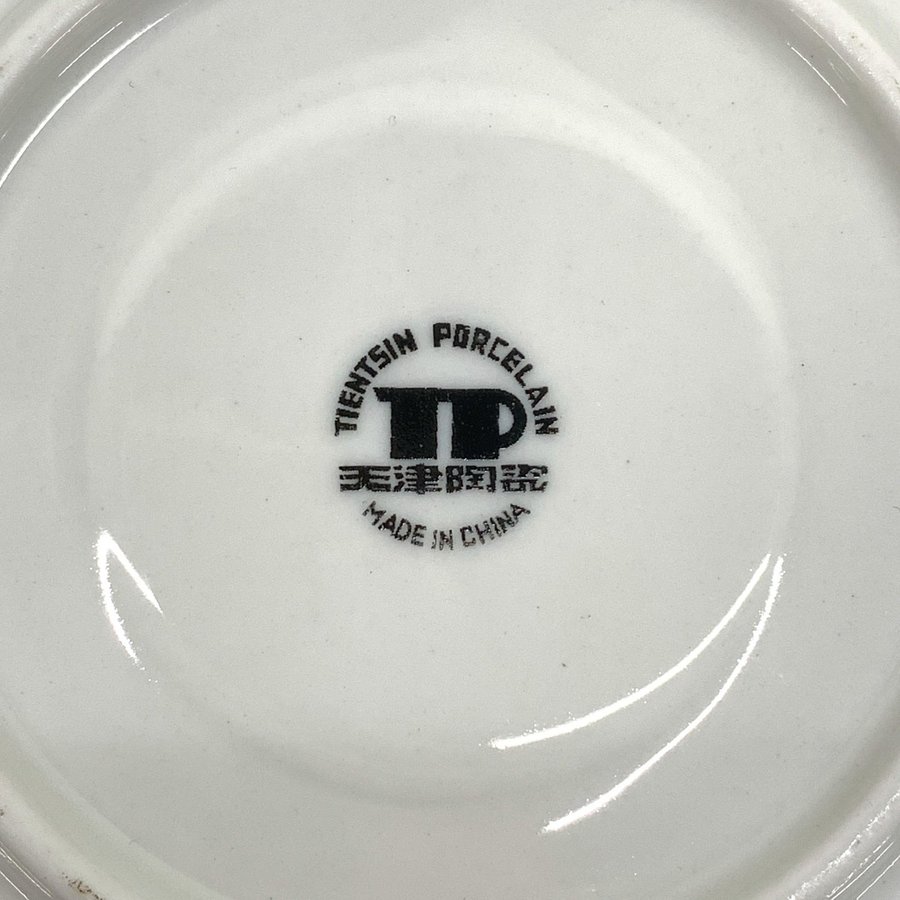 TIENTSIN PORCELAIN
TP
天津陶瓷
MADE IN CHINA